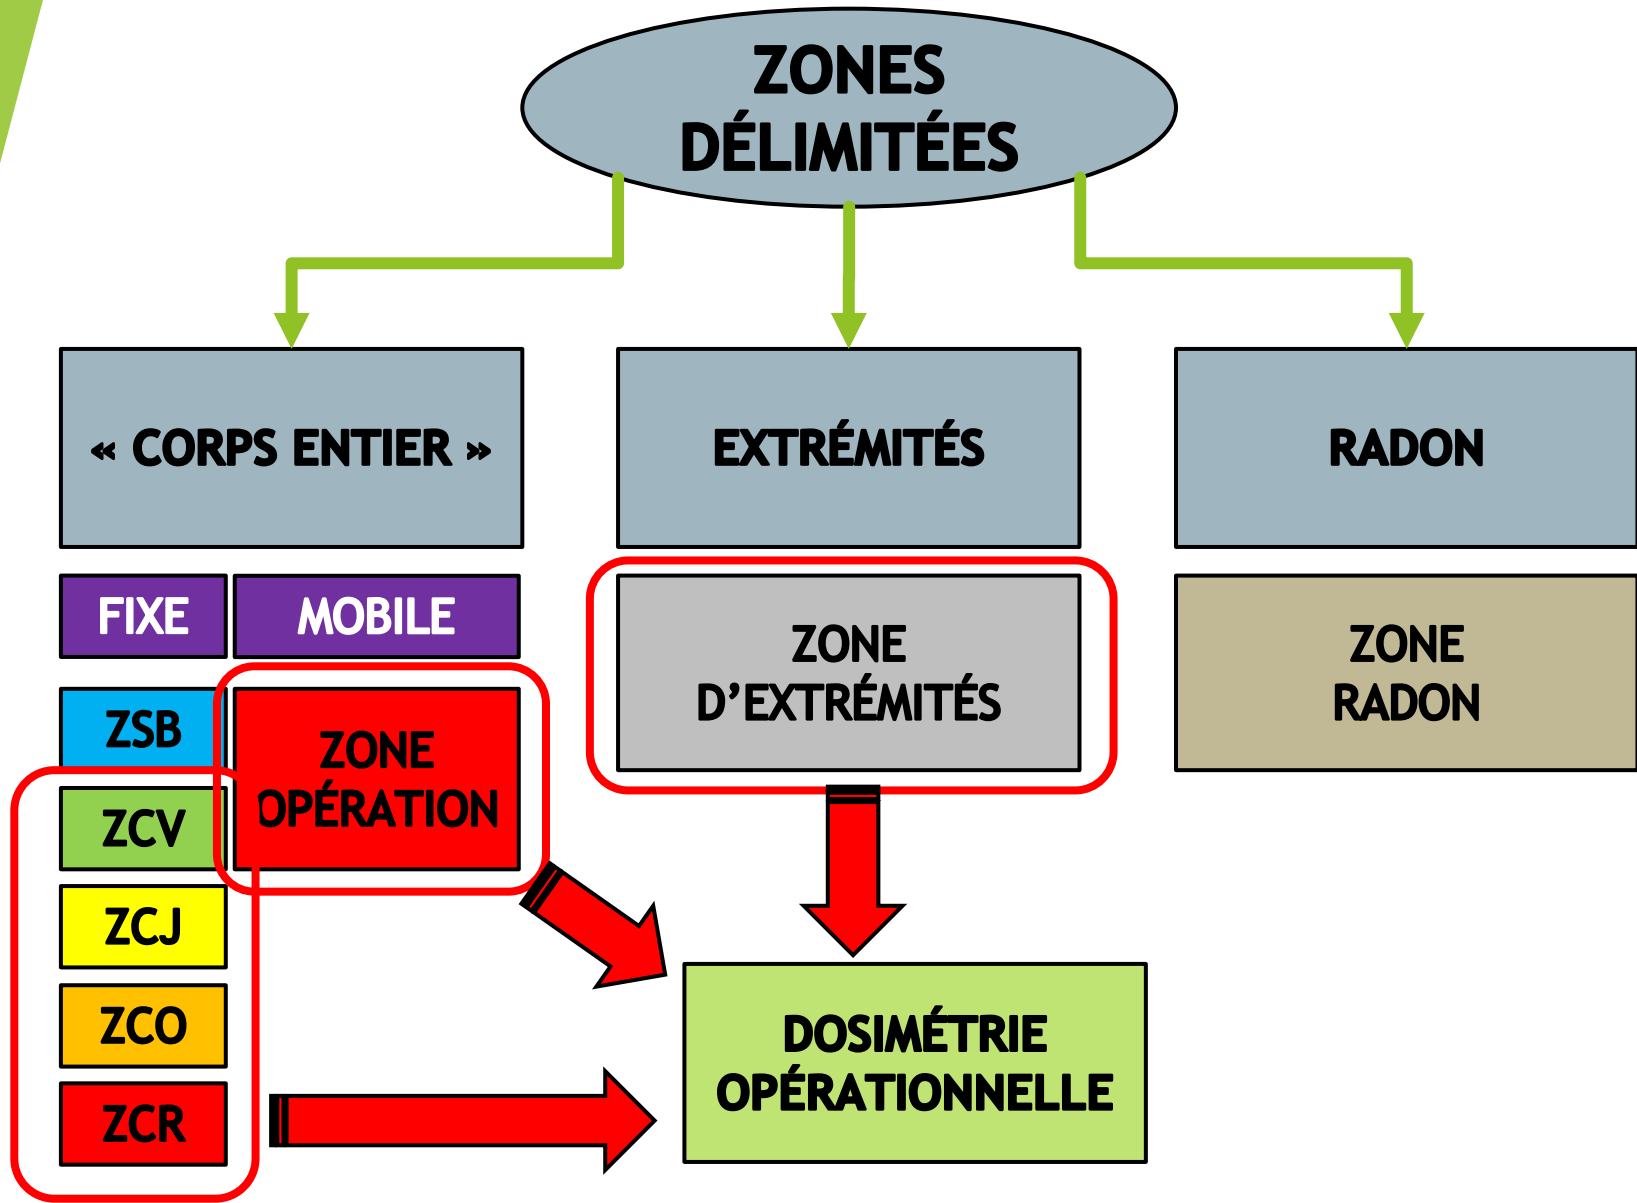 ZONES
DÉLIMITÉES
« CORPS ENTIER »
EXTRÉMITÉS
RADON
FIXE
MOBILE
ZONE
D’EXTRÉMITÉS
ZONE
RADON
ZSB
ZONE
OPÉRATION
ZCV
ZCJ
ZCO
ZCR
DOSIMÉTRIE
OPÉRATIONNELLE